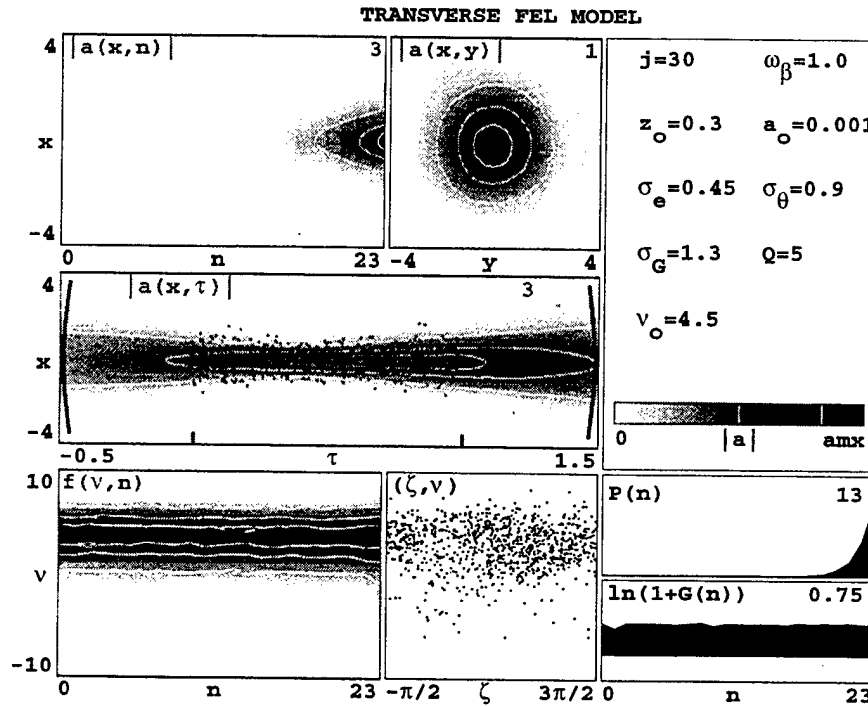 TRANSVERSE FEL MODEL
4 |a(x,n)| 3
x
-4
0 n 23
|a(x,y)| 1
-4 y 4
j=30 ωβ=1.0
zo=0.3 ao=0.001
σe=0.45 σθ=0.9
σG=1.3 Q=5
νo=4.5
0 |a| amx
4 |a(x,τ)| 3
x
-4
-0.5 τ 1.5
10 f(ν,n)
ν
-10
0 n 23
(ζ,ν)
-π/2 ζ 3π/2
P(n) 13
ln(1+G(n)) 0.75
0 n 23